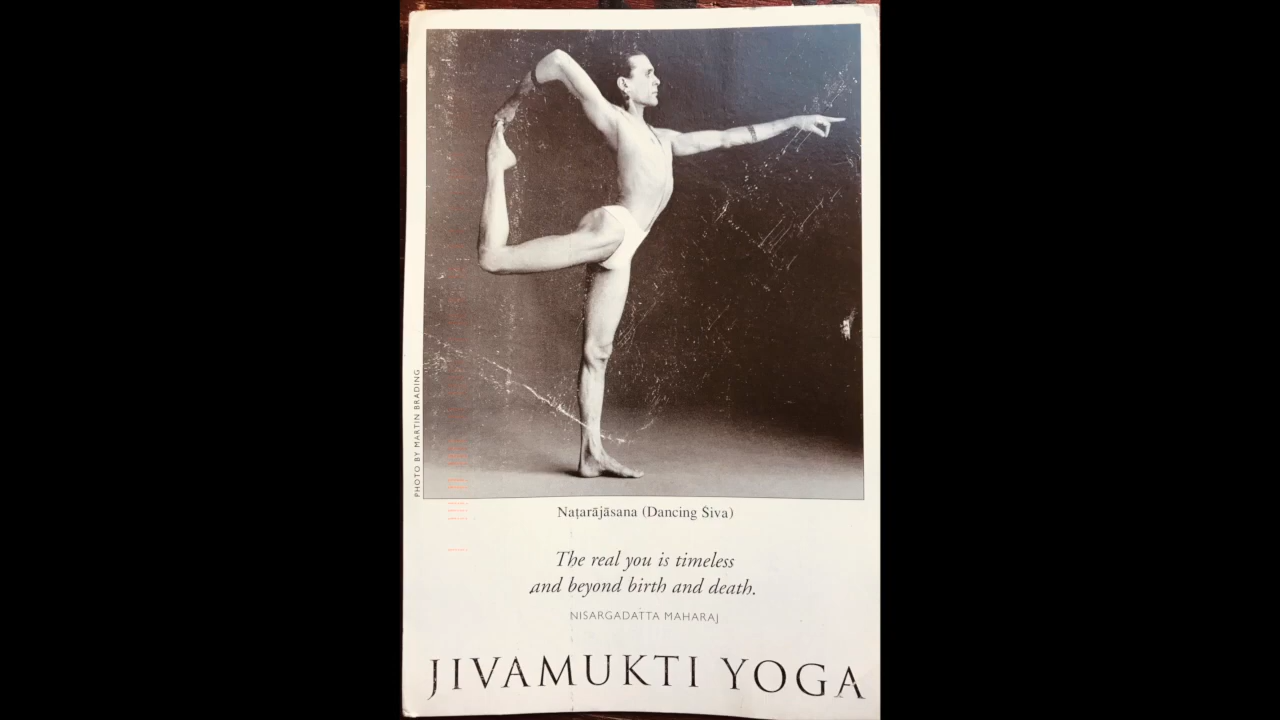 PHOTO BY MARTIN BRADING
Naṭarājāsana (Dancing Śiva)
The real you is timeless
and beyond birth and death.
NISARGADATTA MAHARAJ
JIVAMUKTI YOGA